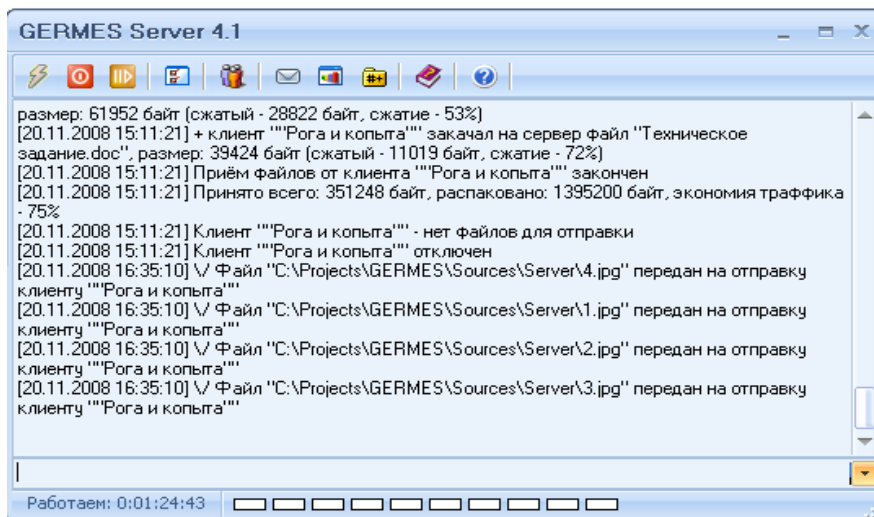 GERMES Server 4.1
размер: 61952 байт (сжатый - 28822 байт, сжатие - 53%)
[20.11.2008 15:11:21] + клиент ""Рога и копыта"" закачал на сервер файл "Техническое
задание.doc", размер: 39424 байт (сжатый - 11019 байт, сжатие - 72%)
[20.11.2008 15:11:21] Приём файлов от клиента ""Рога и копыта"" закончен
[20.11.2008 15:11:21] Принято всего: 351248 байт, распаковано: 1395200 байт, экономия траффика
- 75%
[20.11.2008 15:11:21] Клиент ""Рога и копыта"" - нет файлов для отправки
[20.11.2008 15:11:21] Клиент ""Рога и копыта"" отключен
[20.11.2008 16:35:10] \/ Файл "C:\Projects\GERMES\Sources\Server\4.jpg" передан на отправку
клиенту ""Рога и копыта""
[20.11.2008 16:35:10] \/ Файл "C:\Projects\GERMES\Sources\Server\1.jpg" передан на отправку
клиенту ""Рога и копыта""
[20.11.2008 16:35:10] \/ Файл "C:\Projects\GERMES\Sources\Server\2.jpg" передан на отправку
клиенту ""Рога и копыта""
[20.11.2008 16:35:10] \/ Файл "C:\Projects\GERMES\Sources\Server\3.jpg" передан на отправку
клиенту ""Рога и копыта""
Работаем: 0:01:24:43